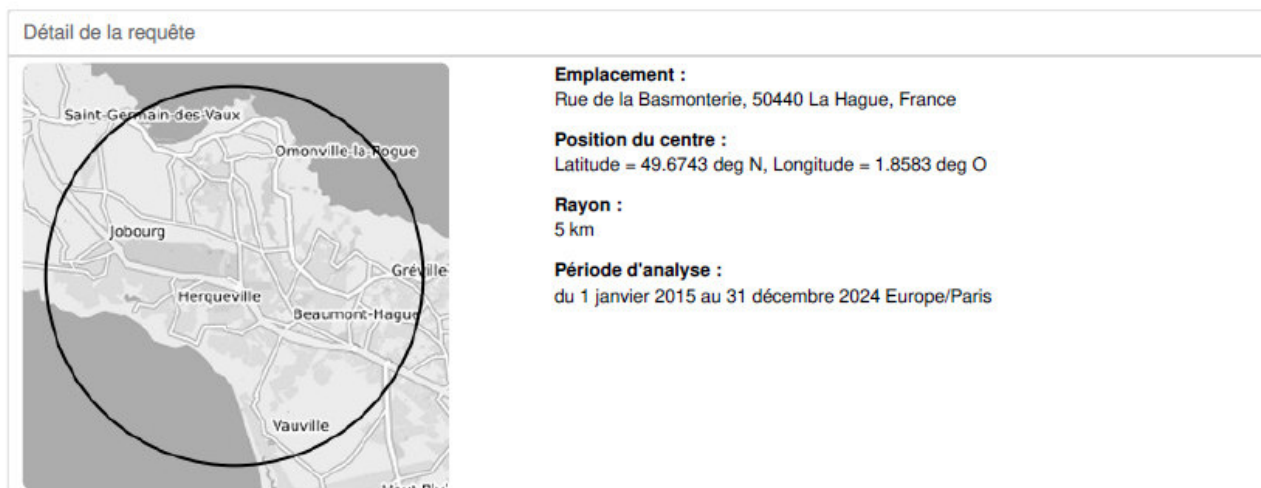 Détail de la requête
Saint-Germain-des-Vaux
Omonville-la-Rogue
Jobourg
Gréville
Herqueville
Beaumont-Hague
Vauville
Emplacement :
Rue de la Basmonterie, 50440 La Hague, France
Position du centre :
Latitude = 49.6743 deg N, Longitude = 1.8583 deg O
Rayon :
5 km
Période d'analyse :
du 1 janvier 2015 au 31 décembre 2024 Europe/Paris